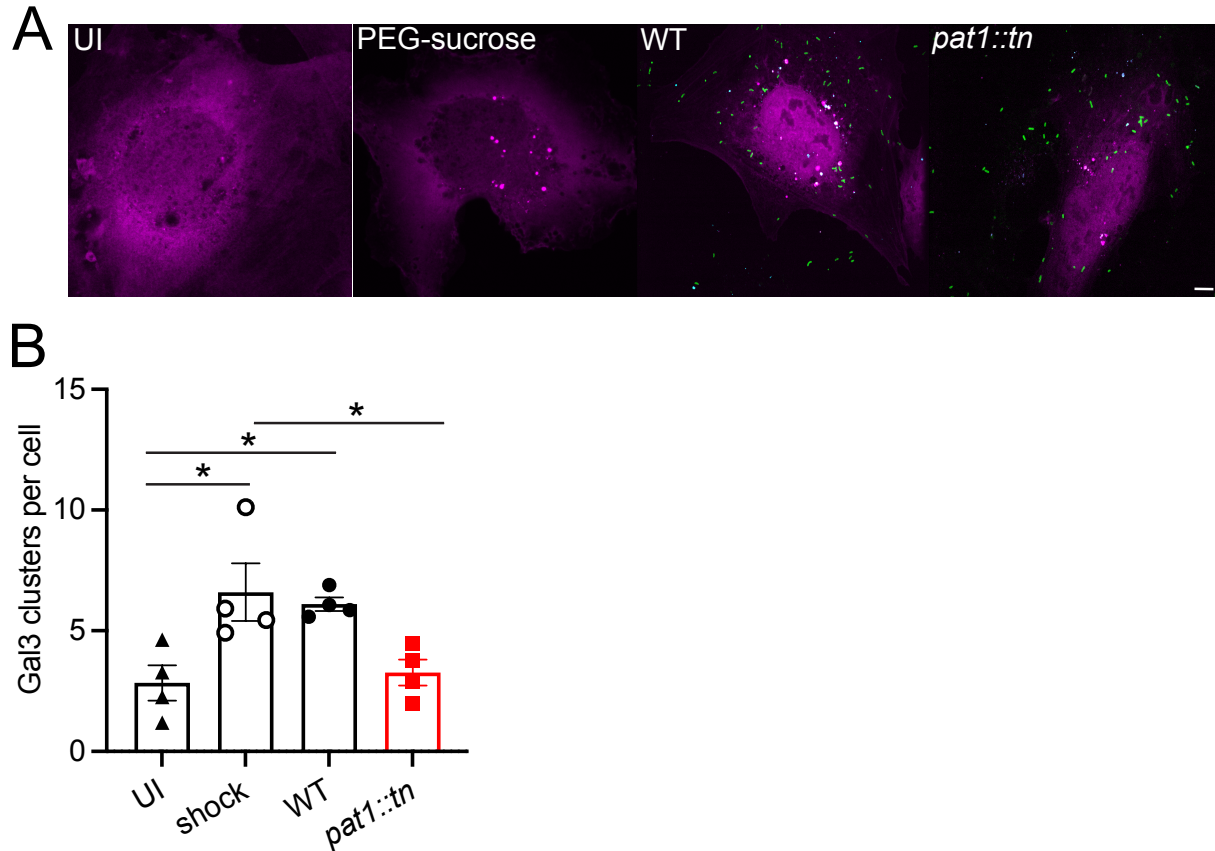 A
UI
PEG-sucrose
WT
pat1::tn
B
Gal3 clusters per cell
15
10
5
0
*
*
*
UI
shock
WT
pat1::tn